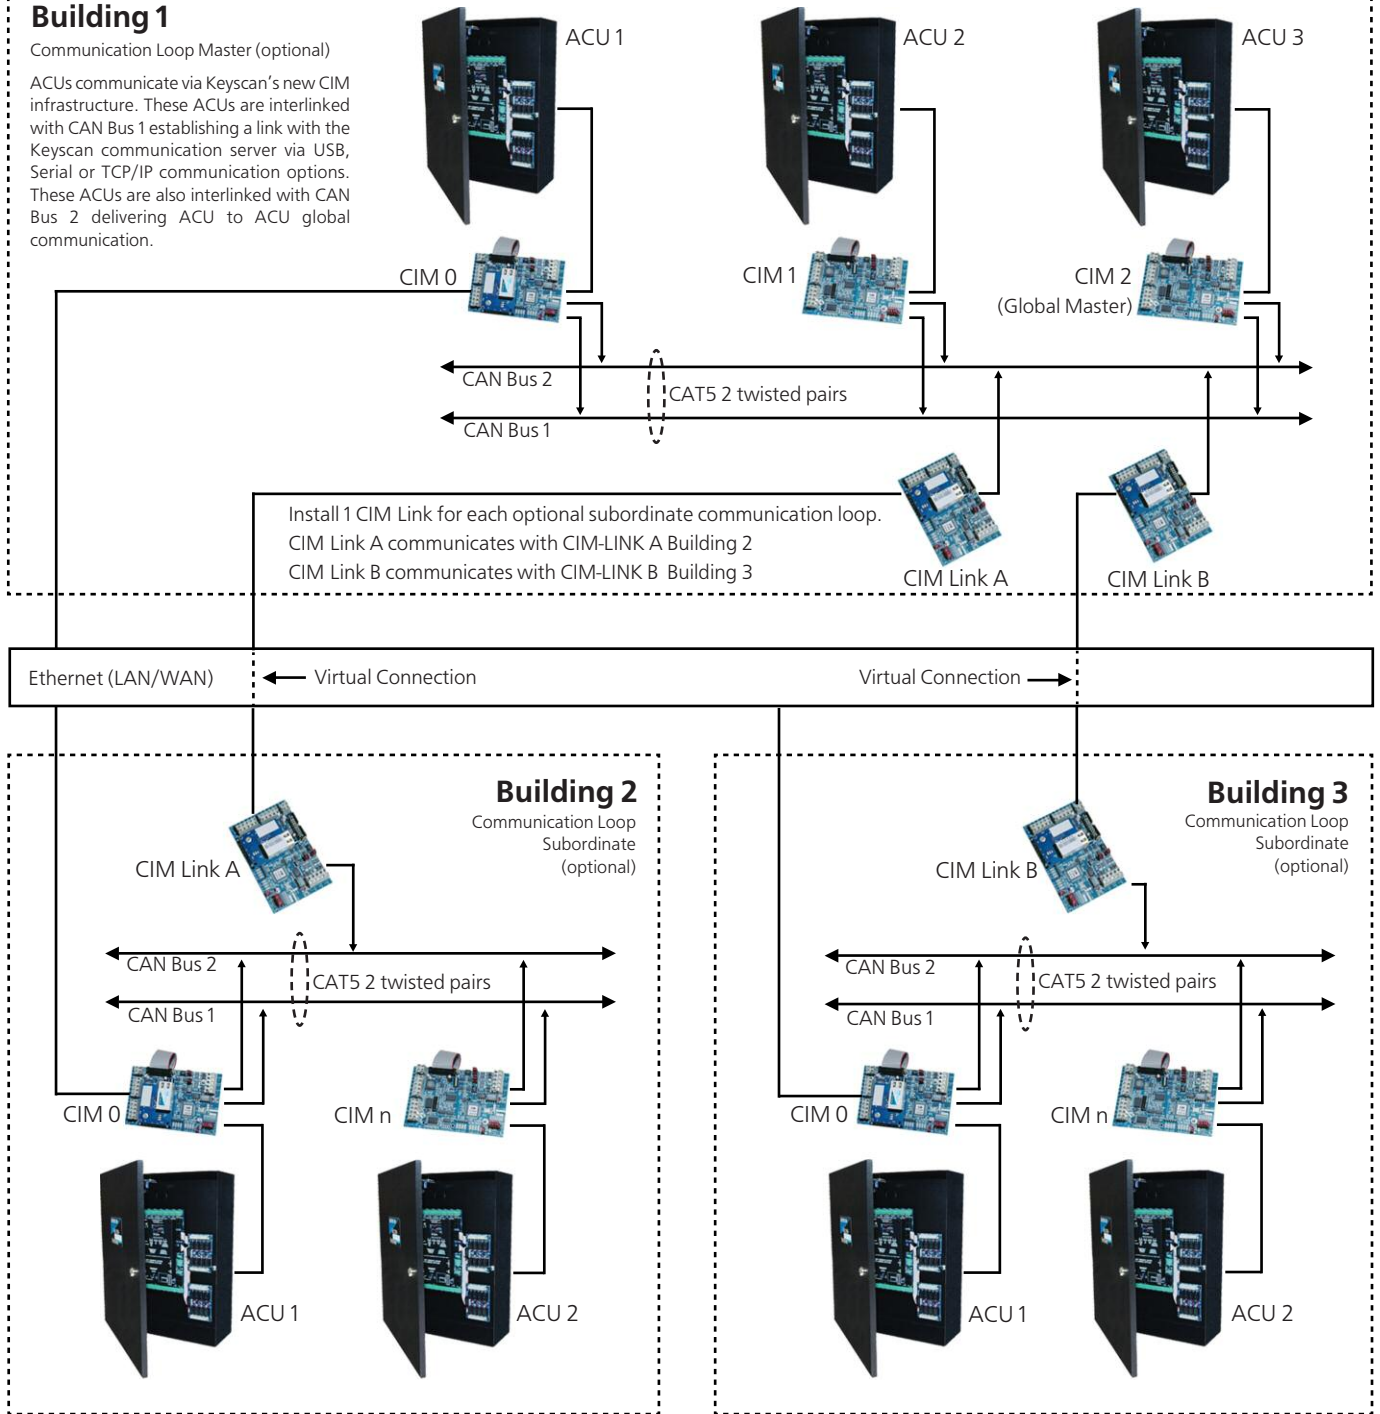 Building 1
Communication Loop Master (optional)
ACUs communicate via Keyscan's new CIM
infrastructure. These ACUs are interlinked
with CAN Bus 1 establishing a link with the
Keyscan communication server via USB,
Serial or TCP/IP communication options.
These ACUs are also interlinked with CAN
Bus 2 delivering ACU to ACU global
communication.
ACU 1
ACU 2
ACU 3
CIM 0
CIM 1
CIM 2
(Global Master)
CAN Bus 2
CAT5 2 twisted pairs
CAN Bus 1
Install 1 CIM Link for each optional subordinate communication loop.
CIM Link A communicates with CIM-LINK A Building 2
CIM Link B communicates with CIM-LINK B Building 3
CIM Link A
CIM Link B
Ethernet (LAN/WAN)
Virtual Connection
Virtual Connection
Building 2
Communication Loop
Subordinate
(optional)
CIM Link A
CAN Bus 2
CAT5 2 twisted pairs
CAN Bus 1
CIM 0
CIM n
ACU 1
ACU 2
Building 3
Communication Loop
Subordinate
(optional)
CIM Link B
CAN Bus 2
CAT5 2 twisted pairs
CAN Bus 1
CIM 0
CIM n
ACU 1
ACU 2